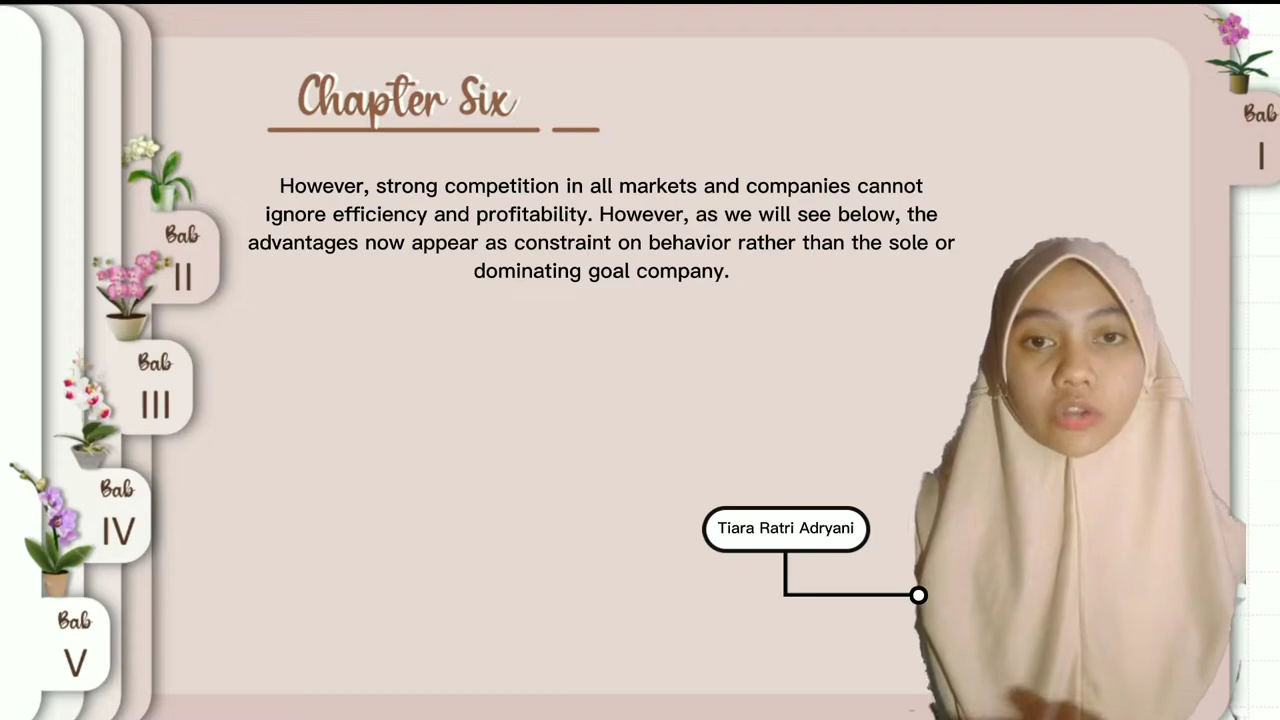 Chapter Six
However, strong competition in all markets and companies cannot
ignore efficiency and profitability. However, as we will see below, the
advantages now appear as constraint on behavior rather than the sole or
dominating goal company.
Bab
I
Bab
II
Bab
III
Bab
IV
Bab
V
Tiara Ratri Adryani